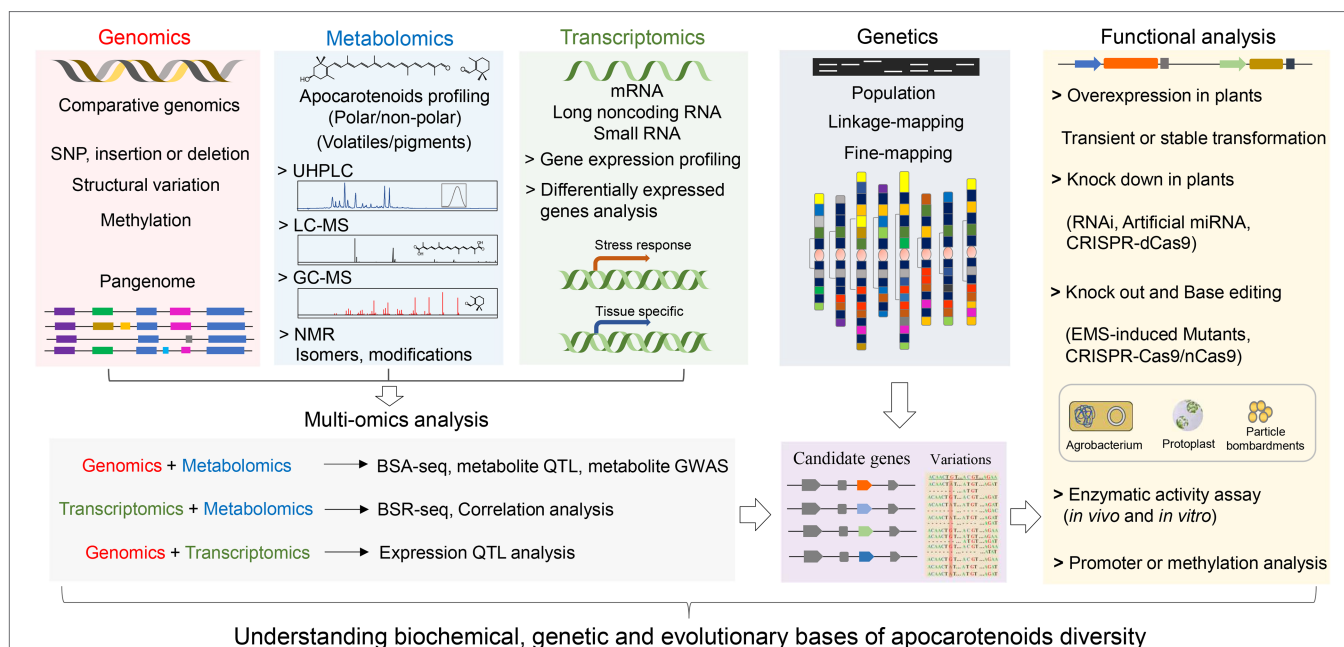 Genomics
Comparative genomics
SNP, insertion or deletion
Structural variation
Methylation
Pangenome
Metabolomics
HO
O
O
Apocarotenoids profiling
(Polar/non-polar)
(Volatiles/pigments)
> UHPLC
> LC-MS
> GC-MS
> NMR
Isomers, modifications
Transcriptomics
mRNA
Long noncoding RNA
Small RNA
> Gene expression profiling
> Differentially expressed
genes analysis
Stress response
Tissue specific
Genetics
Population
Linkage-mapping
Fine-mapping
Functional analysis
> Overexpression in plants
Transient or stable transformation
> Knock down in plants
(RNAi, Artificial miRNA,
CRISPR-dCas9)
> Knock out and Base editing
(EMS-induced Mutants,
CRISPR-Cas9/nCas9)
Agrobacterium
Protoplast
Particle
bombardments
> Enzymatic activity assay
(in vivo and in vitro)
> Promoter or methylation analysis
Multi-omics analysis
Genomics + Metabolomics
BSA-seq, metabolite QTL, metabolite GWAS
Transcriptomics + Metabolomics
BSR-seq, Correlation analysis
Genomics + Transcriptomics
Expression QTL analysis
Candidate genes
Variations
Understanding biochemical, genetic and evolutionary bases of apocarotenoids diversity